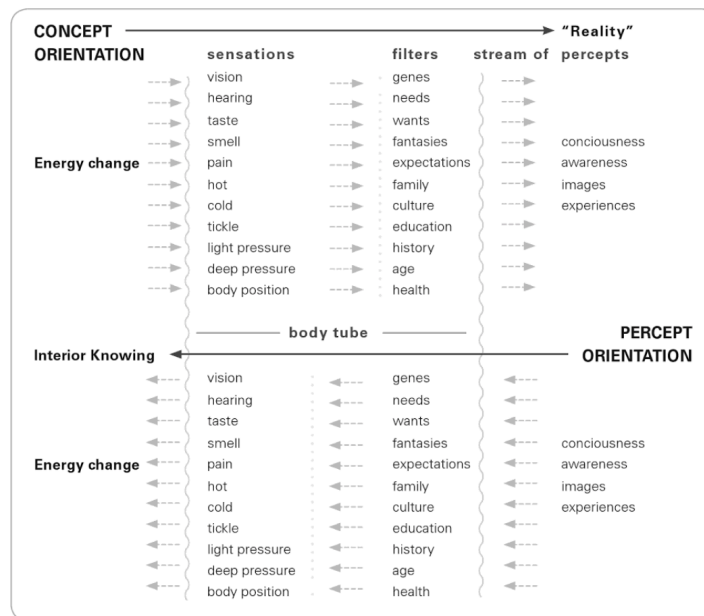 CONCEPT “Reality”
ORIENTATION sensations filters stream of percepts
vision genes
hearing needs
taste wants
smell fantasies conciousness
Energy change pain expectations awareness
hot family images
cold culture experiences
tickle education
light pressure history
deep pressure age
body position health
body tube PERCEPT
Interior Knowing ORIENTATION
vision genes
hearing needs
taste wants
smell fantasies conciousness
Energy change pain expectations awareness
hot family images
cold culture experiences
tickle education
light pressure history
deep pressure age
body position health